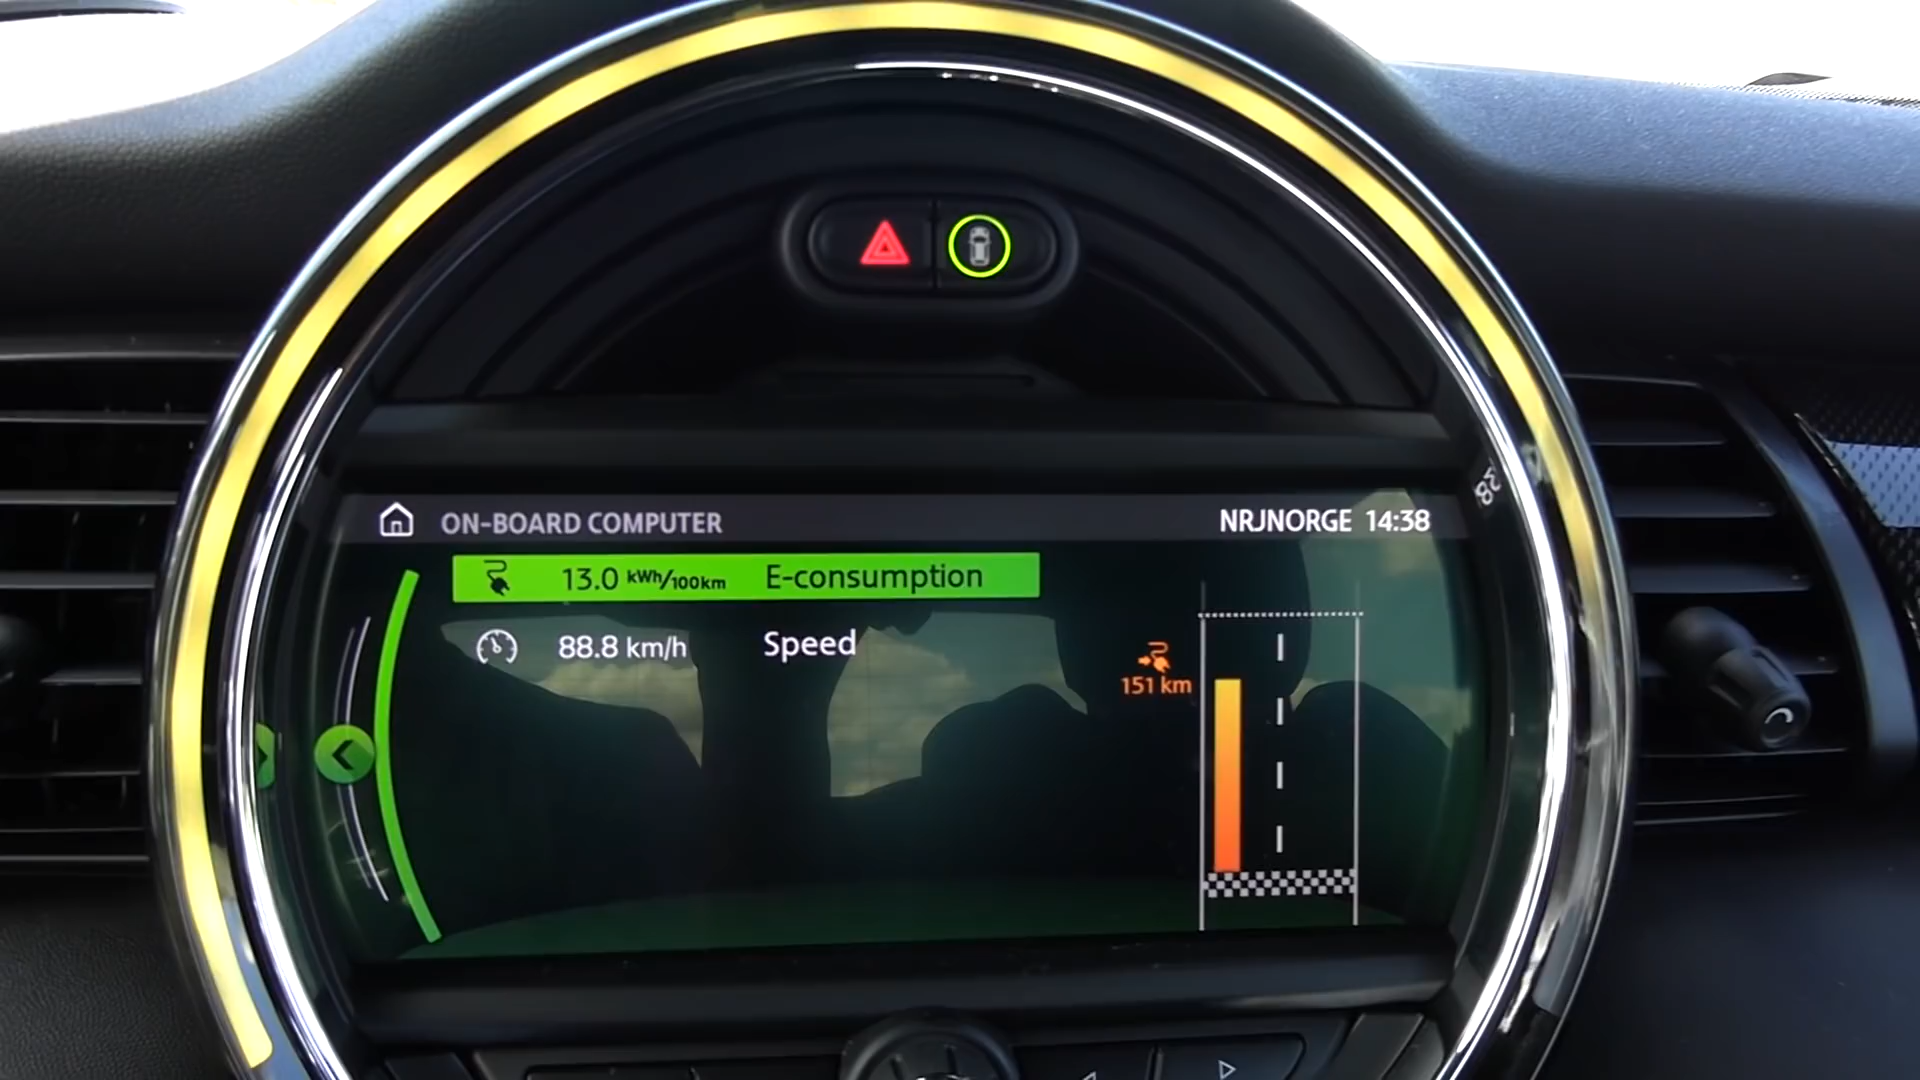 ON-BOARD COMPUTER NRJNORGE 14:38
13.0 kWh/100km E-consumption
88.8 km/h Speed
151 km